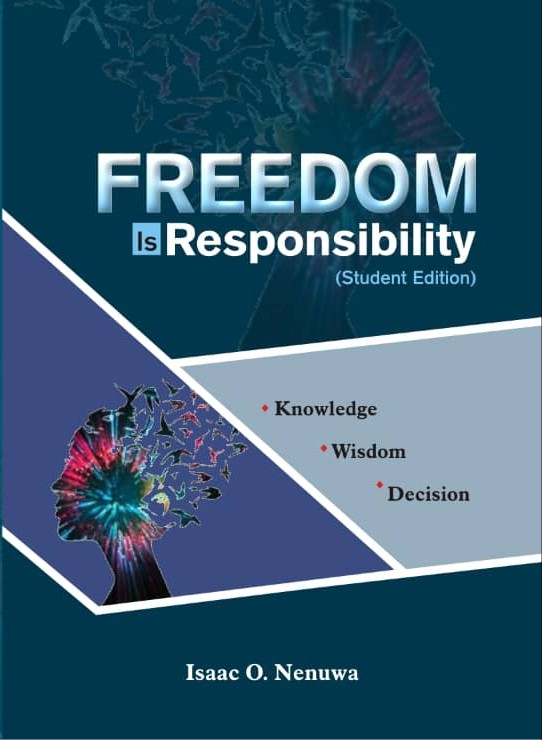 FREEDOM
Is Responsibility
(Student Edition)
Knowledge
Wisdom
Decision
Isaac O. Nenuwa